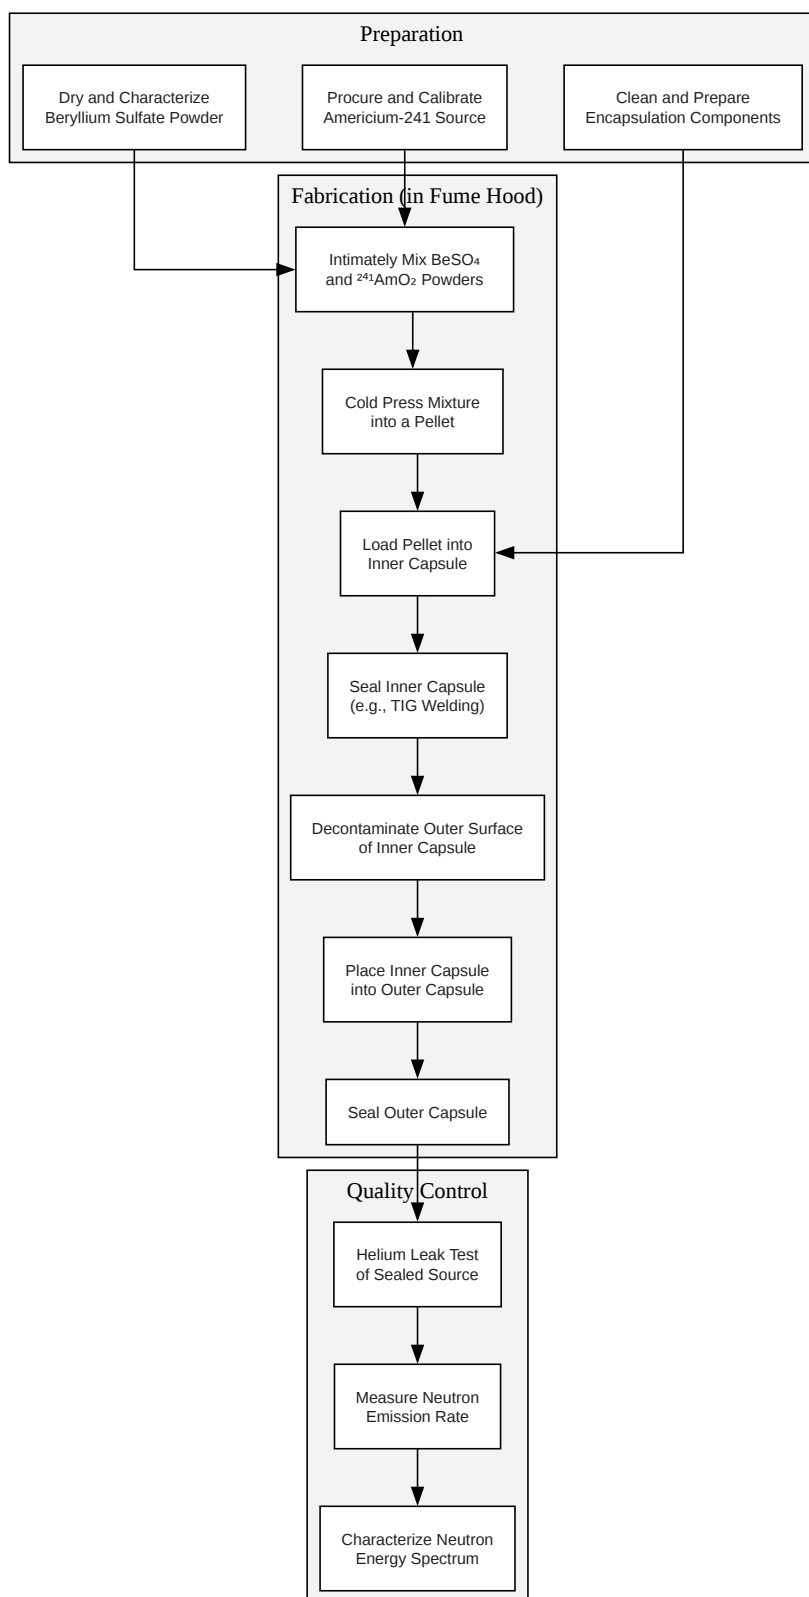 Preparation
Dry and Characterize
Beryllium Sulfate Powder
Procure and Calibrate
Americium-241 Source
Clean and Prepare
Encapsulation Components
Fabrication (in Fume Hood)
Intimately Mix BeSO₄
and ²⁴¹AmO₂ Powders
Cold Press Mixture
into a Pellet
Load Pellet into
Inner Capsule
Seal Inner Capsule
(e.g., TIG Welding)
Decontaminate Outer Surface
of Inner Capsule
Place Inner Capsule
into Outer Capsule
Seal Outer Capsule
Quality Control
Helium Leak Test
of Sealed Source
Measure Neutron
Emission Rate
Characterize Neutron
Energy Spectrum